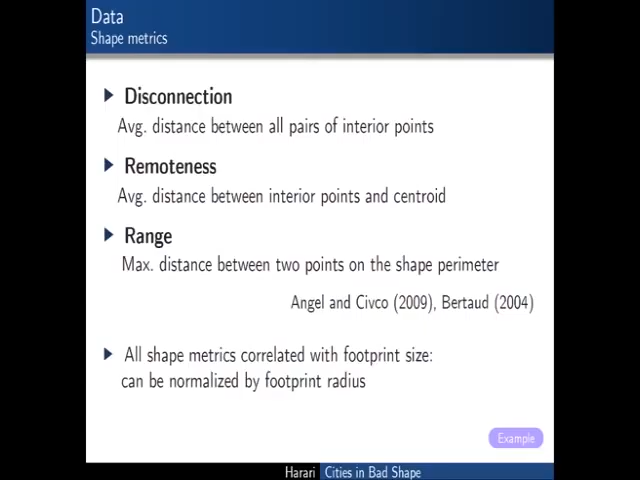 Data
Shape metrics
Disconnection
Avg. distance between all pairs of interior points
Remoteness
Avg. distance between interior points and centroid
Range
Max. distance between two points on the shape perimeter
Angel and Civco (2009), Bertaud (2004)
All shape metrics correlated with footprint size:
can be normalized by footprint radius
Example
Harari Cities in Bad Shape